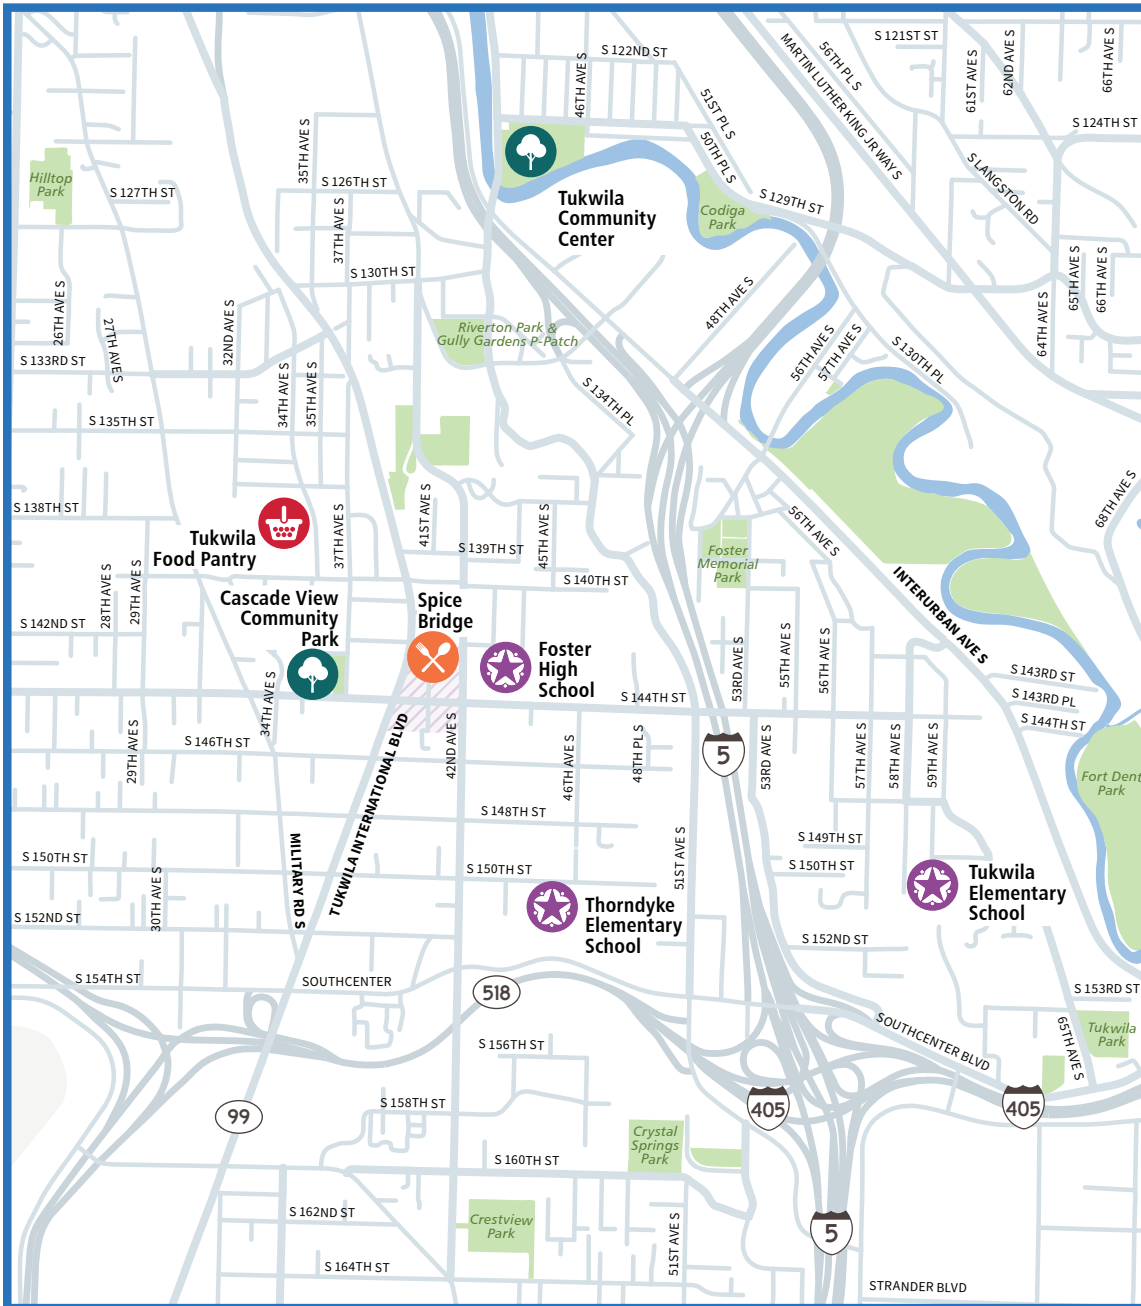 S 121ST ST
S 122ND ST
56TH PL S
MARTIN LUTHER KING JR WAY S
61ST AVE S
62ND AVE S
66TH AVE S
46TH AVE S
51ST PL S
50TH PL S
S 124TH ST
35TH AVE S
S LANGSTON RD
Hilltop
Park
S 127TH ST
S 126TH ST
37TH AVE S
Tukwila
Community
Center
Codiga
Park
S 129TH ST
S 130TH ST
26TH AVE S
27TH AVE S
32ND AVE S
48TH AVE S
65TH AVE S
66TH AVE S
64TH AVE S
Riverton Park &
Gully Gardens P-Patch
56TH AVE S
57TH AVE S
S 130TH PL
S 133RD ST
34TH AVE S
35TH AVE S
S 134TH PL
S 135TH ST
S 138TH ST
Tukwila
Food Pantry
37TH AVE S
41ST AVE S
45TH AVE S
S 139TH ST
S 140TH ST
56TH AVE S
68TH AVE S
Foster
Memorial
Park
28TH AVE S
29TH AVE S
S 142ND ST
Cascade View
Community
Park
Spice
Bridge
Foster
High
School
INTERURBAN AVE S
53RD AVE S
55TH AVE S
56TH AVE S
S 143RD ST
S 143RD PL
S 144TH ST
S 144TH ST
34TH AVE S
29TH AVE S
S 146TH ST
42ND AVE S
46TH AVE S
48TH PL S
5
53RD AVE S
57TH AVE S
58TH AVE S
59TH AVE S
Fort Dent
Park
TUKWILA INTERNATIONAL BLVD
MILITARY RD S
S 148TH ST
S 149TH ST
S 150TH ST
S 150TH ST
S 150TH ST
51ST AVE S
30TH AVE S
S 152ND ST
Thorndyke
Elementary
School
Tukwila
Elementary
School
S 152ND ST
S 154TH ST
SOUTHCENTER
518
S 153RD ST
SOUTHCENTER BLVD
65TH AVE S
Tukwila
Park
S 156TH ST
S 158TH ST
99
405
405
Crystal
Springs
Park
S 160TH ST
S 162ND ST
Crestview
Park
51ST AVE S
5
S 164TH ST
STRANDER BLVD